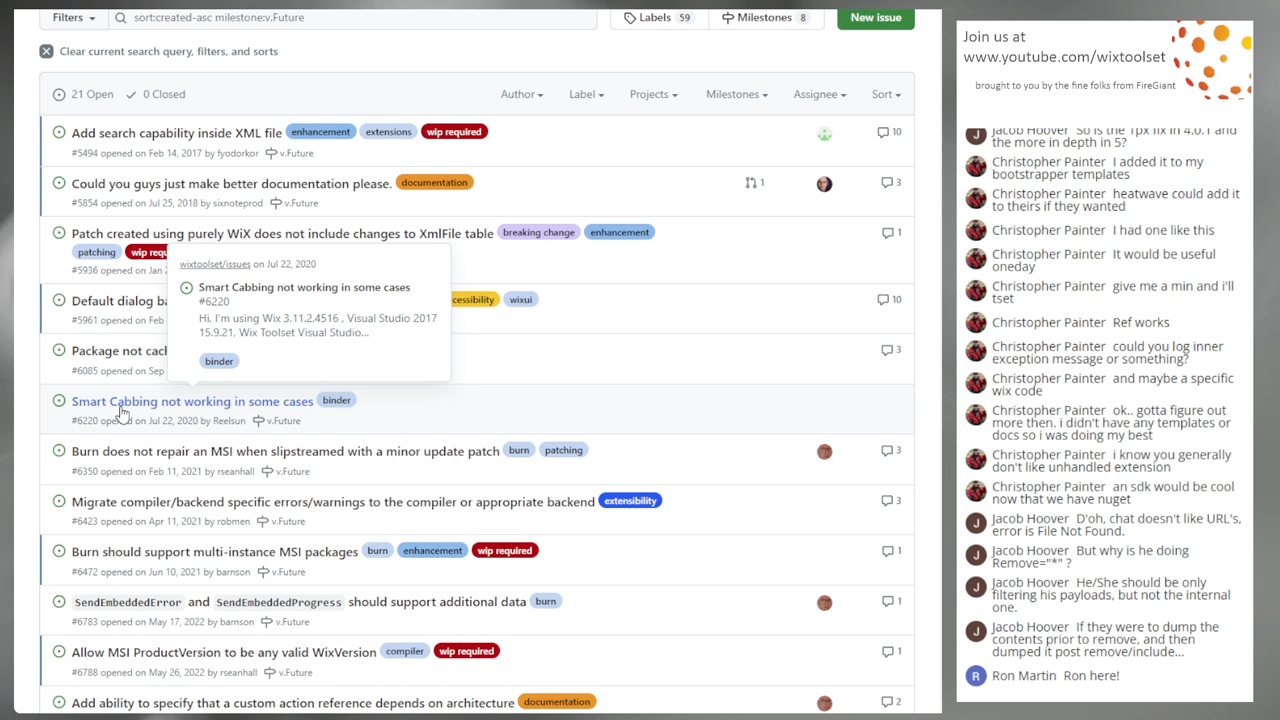 Filters
sort:created-asc milestone:v.Future
Labels 59
Milestones 8
New issue
Clear current search query, filters, and sorts
21 Open
0 Closed
Author
Label
Projects
Milestones
Assignee
Sort
Add search capability inside XML file enhancement extensions wip required 10
#5494 opened on Feb 14, 2017 by fyodorkor v.Future
Could you guys just make better documentation please. documentation 1 3
#5854 opened on Jul 25, 2018 by sixnoteprod v.Future
Patch created using purely WiX does not include changes to XmlFile table breaking change enhancement 1
patching wip requ
#5936 opened on Jan
wixtoolset/issues on Jul 22, 2020
Smart Cabbing not working in some cases
#6220
Hi, I'm using Wix 3.11.2.4516 , Visual Studio 2017
15.9.21, Wix Toolset Visual Studio...
binder
Default dialog ba cessibility wixui 10
#5961 opened on Feb
Package not cach 3
#6085 opened on Sep
Smart Cabbing not working in some cases binder
#6220 opened on Jul 22, 2020 by Reelsun v.Future
Burn does not repair an MSI when slipstreamed with a minor update patch burn patching 3
#6350 opened on Feb 11, 2021 by rseanhall v.Future
Migrate compiler/backend specific errors/warnings to the compiler or appropriate backend extensibility 3
#6423 opened on Apr 11, 2021 by robmen v.Future
Burn should support multi-instance MSI packages burn enhancement wip required 1
#6472 opened on Jun 10, 2021 by barnson v.Future
SendEmbeddedError and SendEmbeddedProgress should support additional data burn 1
#6783 opened on May 17, 2022 by barnson v.Future
Allow MSI ProductVersion to be any valid WixVersion compiler wip required 1
#6788 opened on May 26, 2022 by rseanhall v.Future
Add ability to specify that a custom action reference depends on architecture documentation 2
Join us at
www.youtube.com/wixtoolset
brought to you by the fine folks from FireGiant
Jacob Hoover So is the Tpx fix in 4.0.1 and
the more in depth in 5?
Christopher Painter I added it to my
bootstrapper templates
Christopher Painter heatwave could add it
to theirs if they wanted
Christopher Painter I had one like this
Christopher Painter It would be useful
oneday
Christopher Painter give me a min and i'll
tset
Christopher Painter Ref works
Christopher Painter could you log inner
exception message or something?
Christopher Painter and maybe a specific
wix code
Christopher Painter ok.. gotta figure out
more then. i didn't have any templates or
docs so i was doing my best
Christopher Painter i know you generally
don't like unhandled extension
Christopher Painter an sdk would be cool
now that we have nuget
Jacob Hoover D'oh, chat doesn't like URL's,
error is File Not Found.
Jacob Hoover But why is he doing
Remove="*" ?
Jacob Hoover He/She should be only
filtering his payloads, but not the internal
one.
Jacob Hoover If they were to dump the
contents prior to remove, and then
dumped it post remove/include...
R
Ron Martin Ron here!